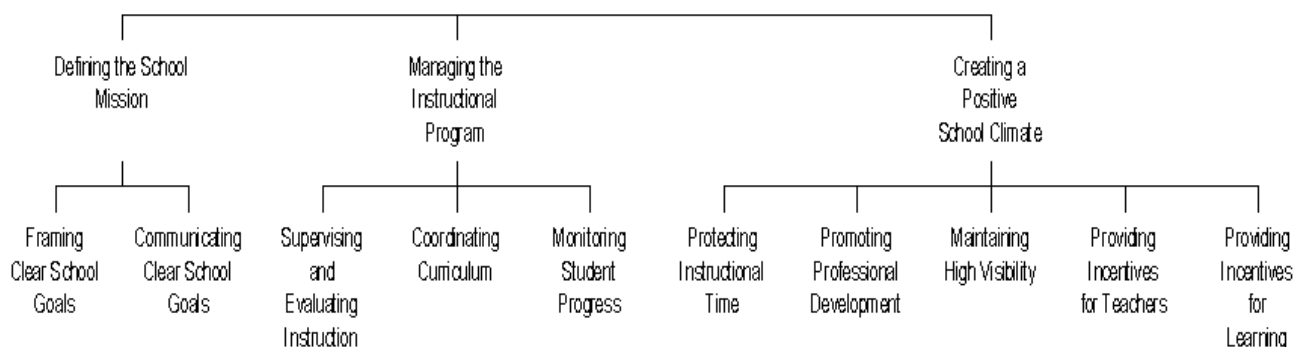 Defining the School
Mission
Managing the
Instructional
Program
Creating a
Positive
School Climate
Framing
Clear School
Goals
Communicating
Clear School
Goals
Supervising
and
Evaluating
Instruction
Coordinating
Curriculum
Monitoring
Student
Progress
Protecting
Instructional
Time
Promoting
Professional
Development
Maintaining
High Visibility
Providing
Incentives
for Teachers
Providing
Incentives
for
Learning